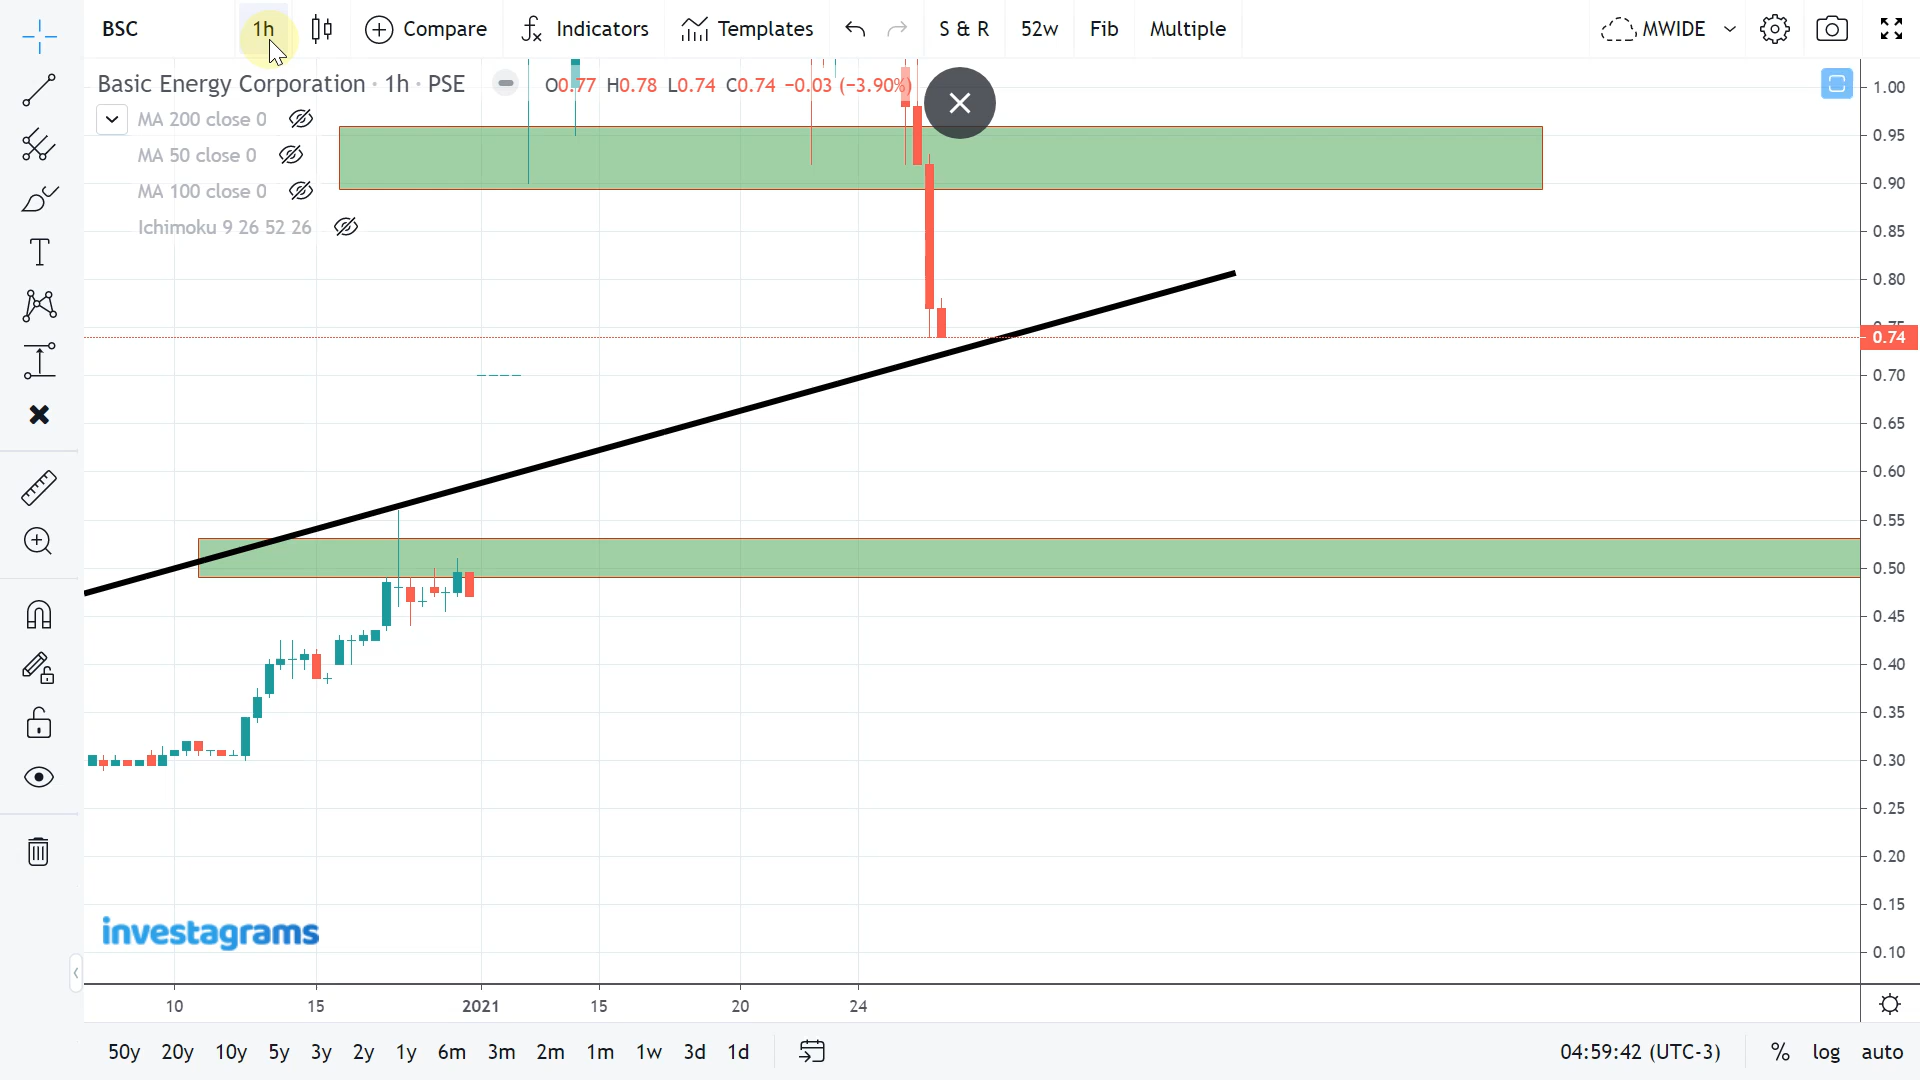 BSC 1h Compare Indicators Templates S & R 52w Fib Multiple MWIDE
Basic Energy Corporation · 1h · PSE O0.77 H0.78 L0.74 C0.74 −0.03 (−3.90%)
MA 200 close 0
MA 50 close 0
MA 100 close 0
Ichimoku 9 26 52 26
1.00
0.95
0.90
0.85
0.80
0.75
0.74
0.70
0.65
0.60
0.55
0.50
0.45
0.40
0.35
0.30
0.25
0.20
0.15
0.10
investagrams
10 15 2021 15 20 24
50y 20y 10y 5y 3y 2y 1y 6m 3m 2m 1m 1w 3d 1d 04:59:42 (UTC-3) % log auto